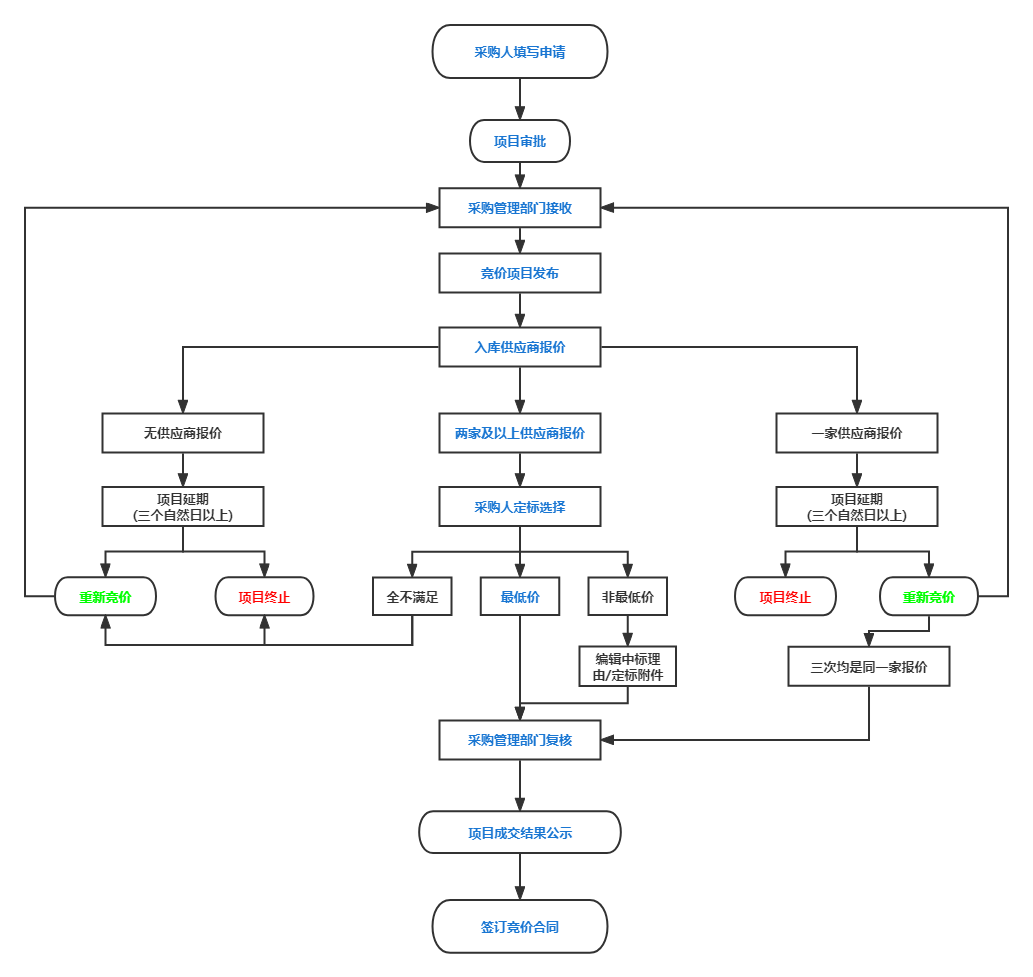 采购人填写申请
项目审批
采购管理部门接收
竞价项目发布
入库供应商报价
无供应商报价
两家及以上供应商报价
一家供应商报价
项目延期
(三个自然日以上)
采购人定标选择
项目延期
(三个自然日以上)
重新竞价
项目终止
全不满足
最低价
非最低价
项目终止
重新竞价
编辑中标理
由/定标附件
三次均是同一家报价
采购管理部门复核
项目成交结果公示
签订竞价合同